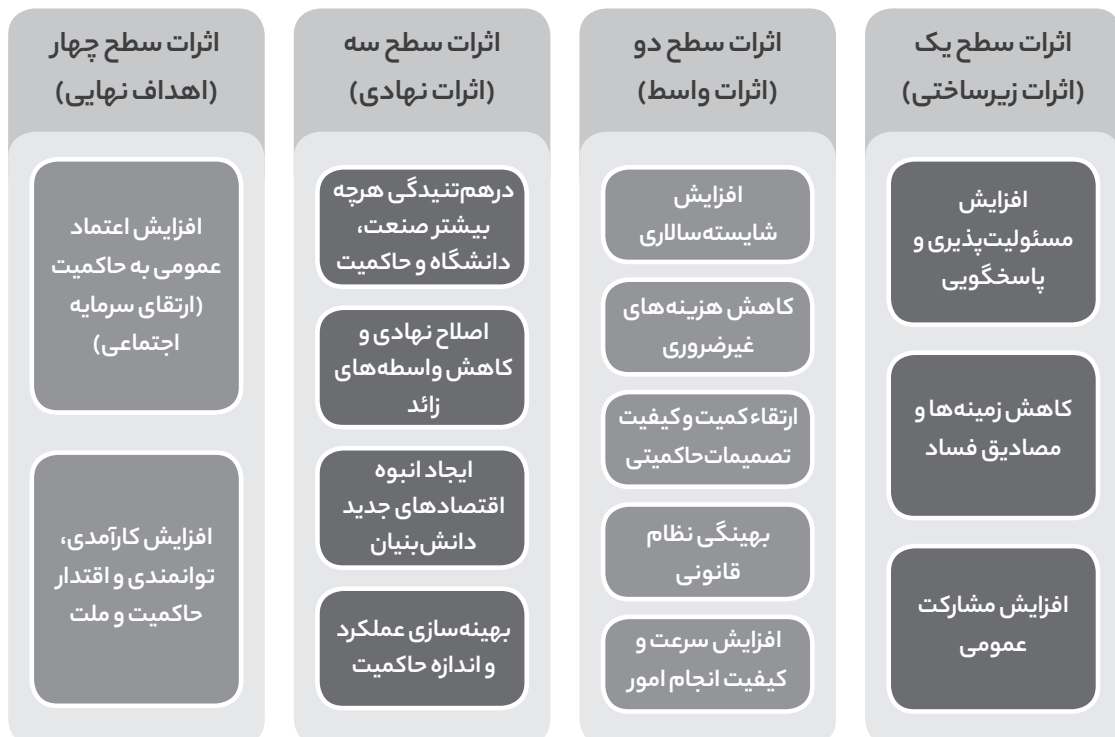 اثرات سطح یک
(اثرات زیرساختی)
افزایش
مسئولیت‌پذیری و
پاسخگویی
کاهش زمینه‌ها و
مصادیق فساد
افزایش مشارکت
عمومی
اثرات سطح دو
(اثرات واسط)
افزایش
شایسته‌سالاری
کاهش هزینه‌های
غیرضروری
ارتقاء کمیت و کیفیت
تصمیمات حاکمیتی
بهینگی نظام
قانونی
افزایش سرعت و
کیفیت انجام امور
اثرات سطح سه
(اثرات نهادی)
درهم‌تنیدگی هرچه
بیشتر صنعت،
دانشگاه و حاکمیت
اصلاح نهادی و
کاهش واسطه‌های
زائد
ایجاد انبوه
اقتصادهای جدید
دانش‌بنیان
بهینه‌سازی عملکرد
و اندازه حاکمیت
اثرات سطح چهار
(اهداف نهایی)
افزایش اعتماد
عمومی به حاکمیت
(ارتقای سرمایه
اجتماعی)
افزایش کارآمدی،
توانمندی و اقتدار
حاکمیت و ملت